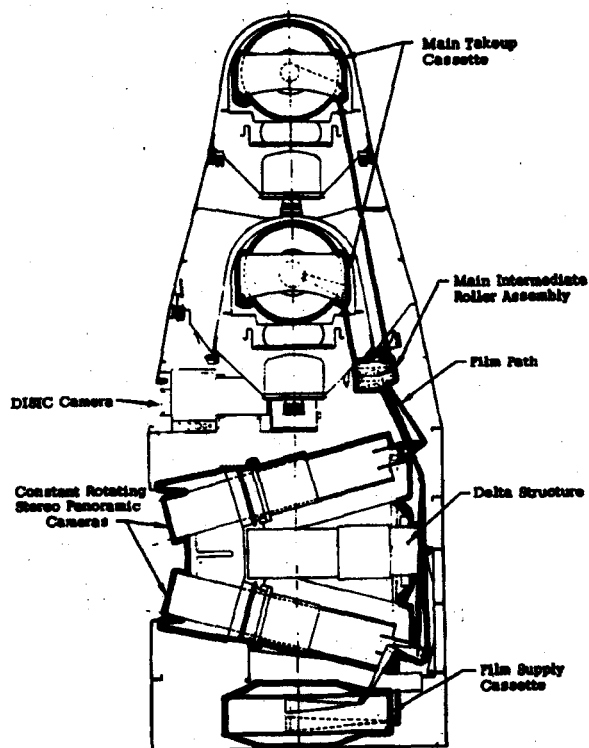 Main Takeup
Cassette
Main Intermediate
Roller Assembly
Film Path
DISIC Camera
Constant Rotating
Stereo Panoramic
Cameras
Delta Structure
Film Supply
Cassette